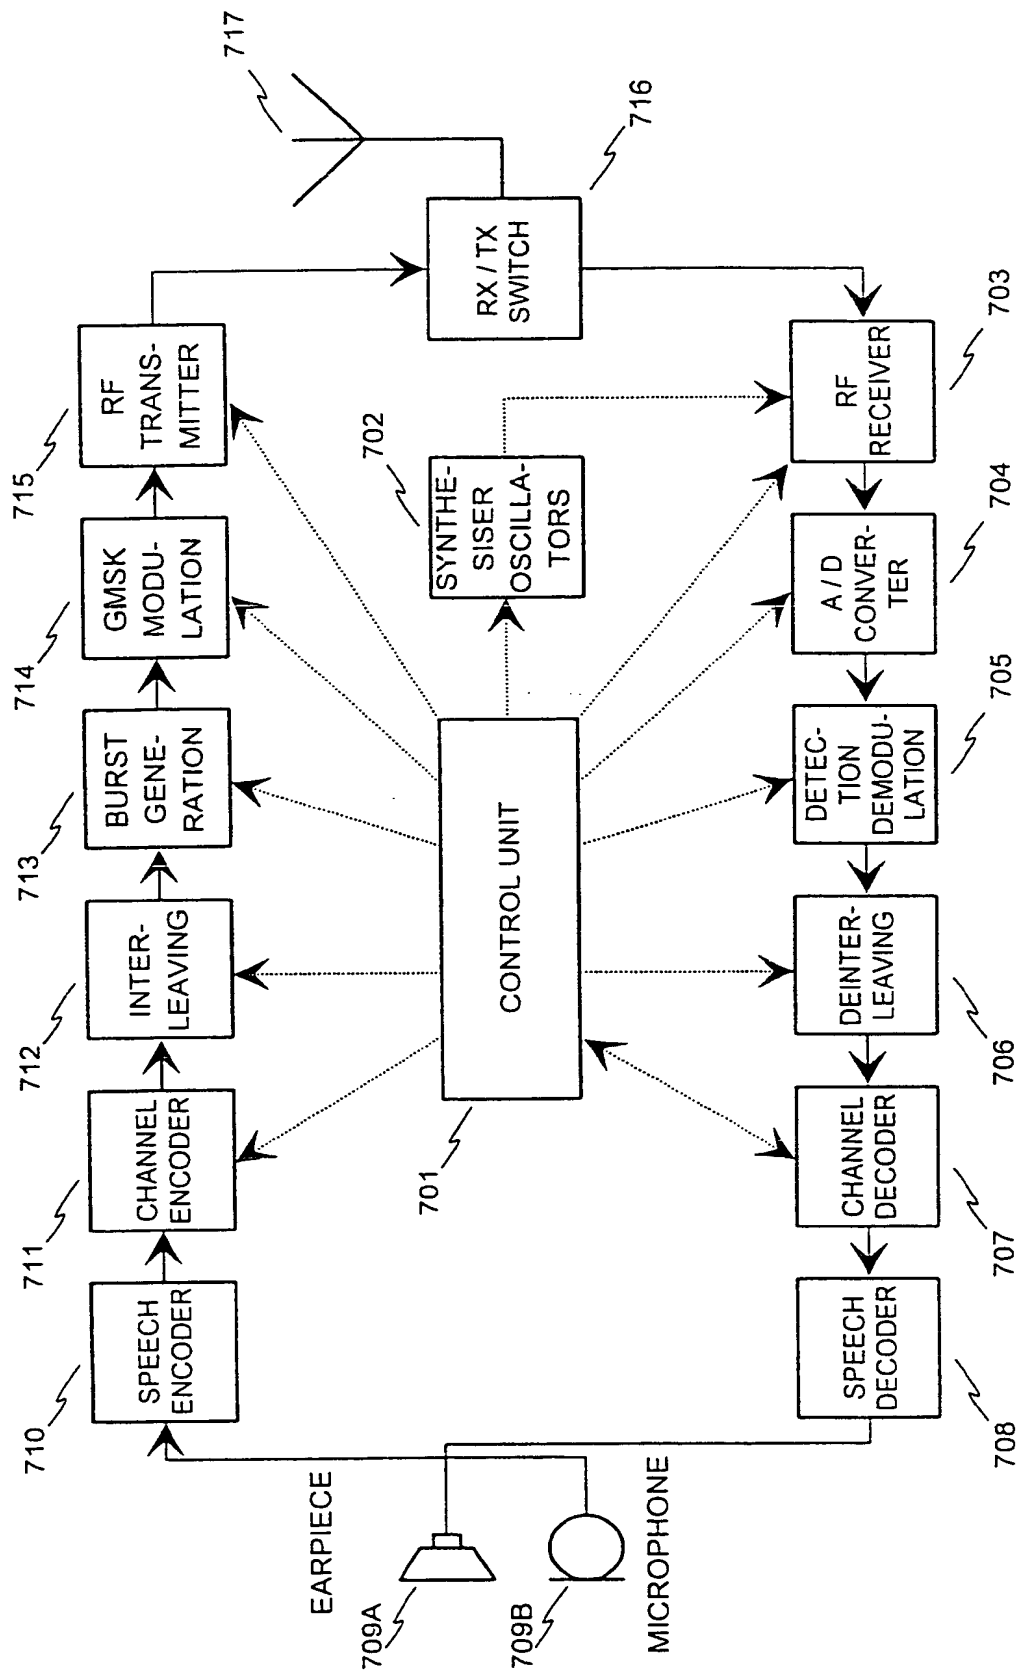 715
RF
TRANS-
MITTER
714
GMSK
MODU-
LATION
713
BURST
GENE-
RATION
712
INTER-
LEAVING
711
CHANNEL
ENCODER
710
SPEECH
ENCODER
717
716
RX / TX
SWITCH
702
SYNTHE-
SISER
OSCILLA-
TORS
CONTROL UNIT
701
EARPIECE
709A
709B
MICROPHONE
RF
RECEIVER
703
A / D
CONVER-
TER
704
DETEC-
TION
DEMODU-
LATION
705
DEINTER-
LEAVING
706
CHANNEL
DECODER
707
SPEECH
DECODER
708